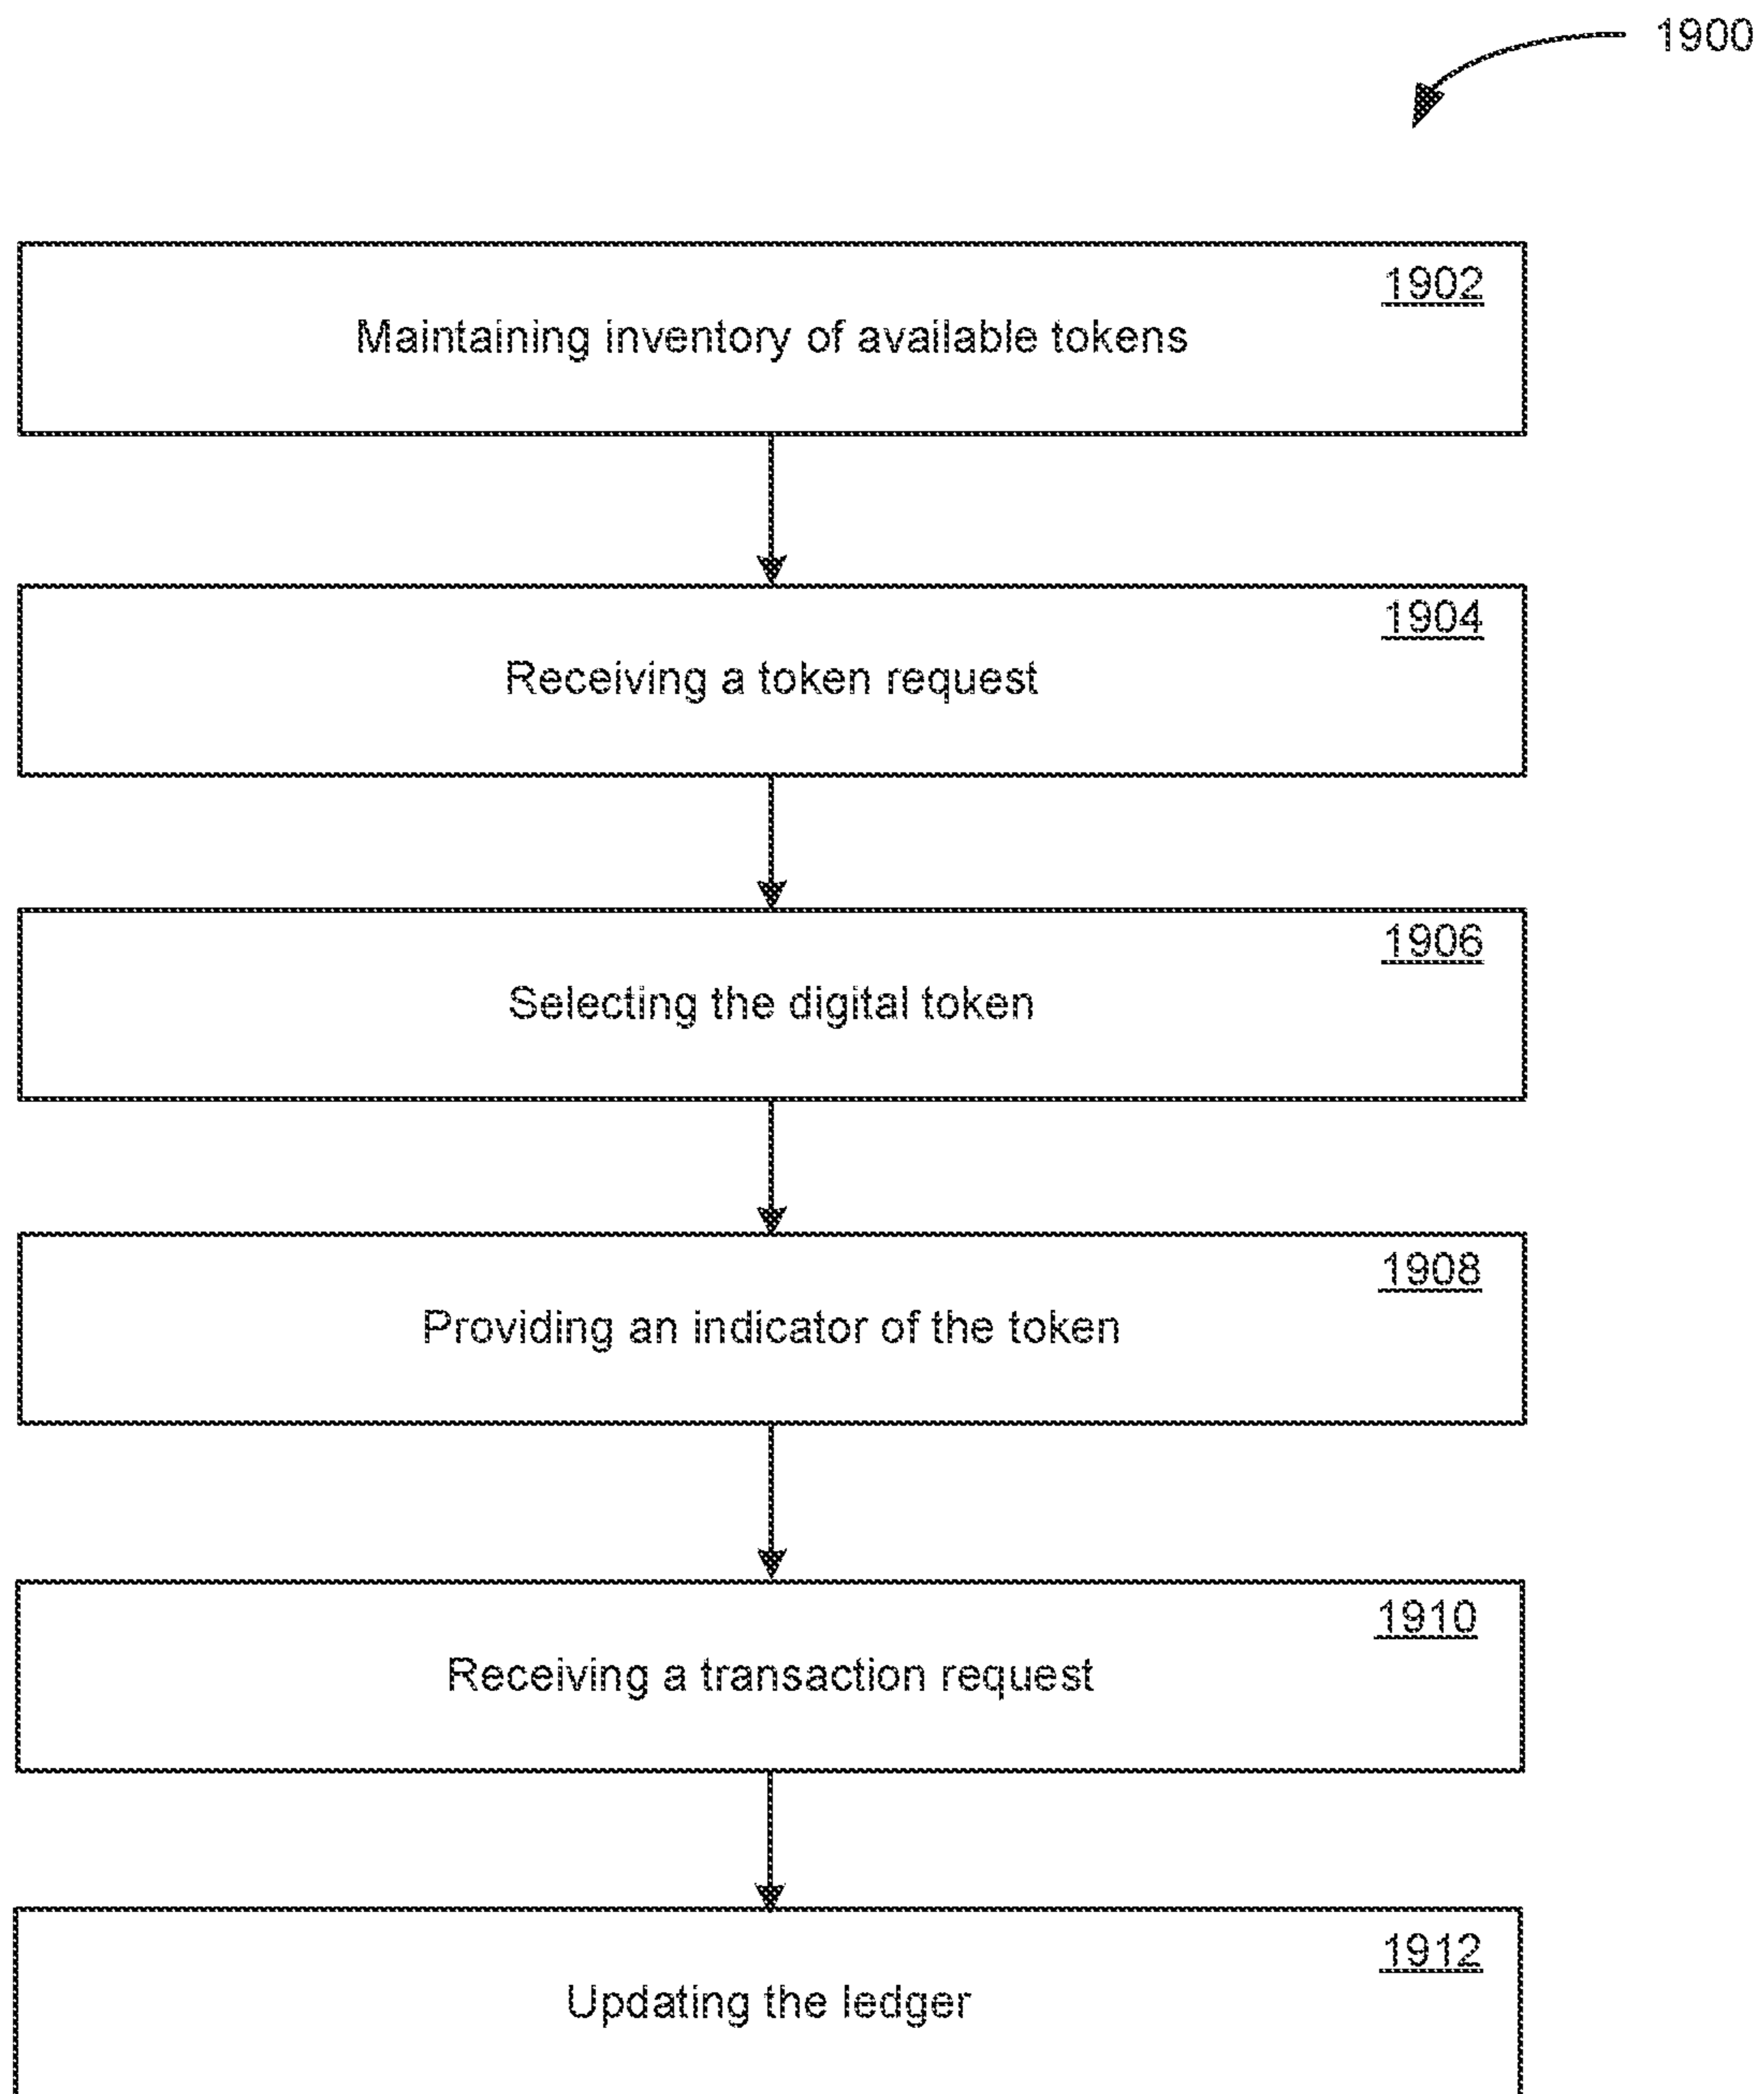 1900
1902
Maintaining inventory of available tokens
1904
Receiving a token request
1906
Selecting the digital token
1908
Providing an indicator of the token
1910
Receiving a transaction request
1912
Updating the ledger